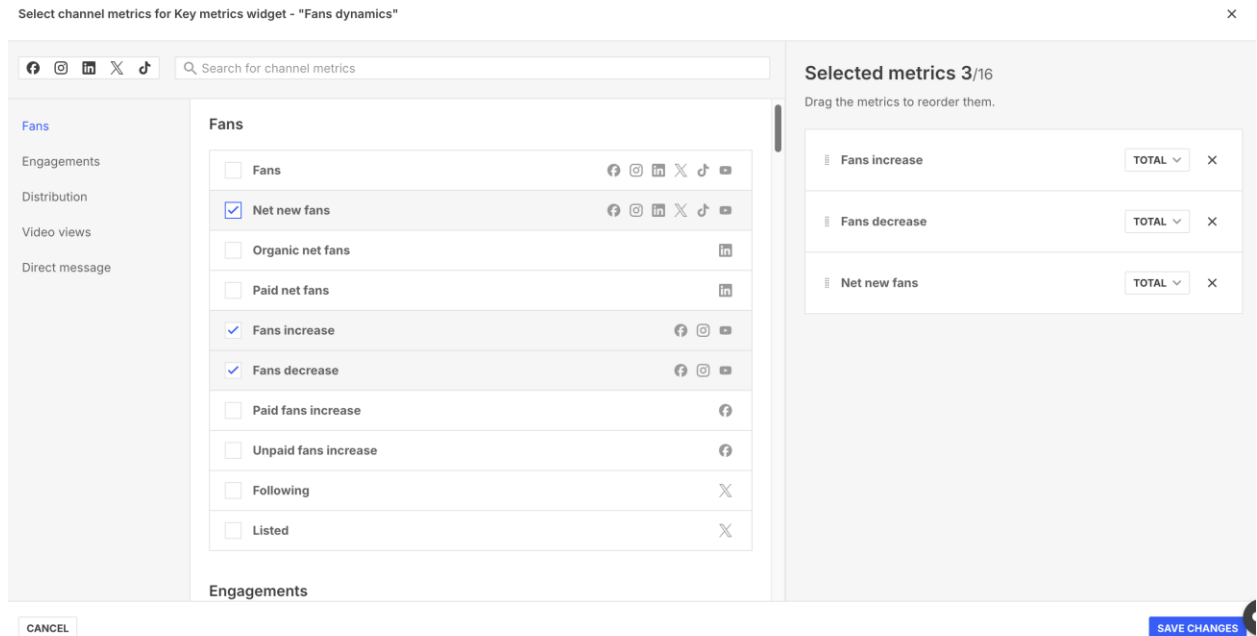 Select channel metrics for Key metrics widget - "Fans dynamics"
Search for channel metrics
Fans
Engagements
Distribution
Video views
Direct message
Fans
Fans
Net new fans
Organic net fans
Paid net fans
Fans increase
Fans decrease
Paid fans increase
Unpaid fans increase
Following
Listed
Engagements
Selected metrics 3/16
Drag the metrics to reorder them.
Fans increase TOTAL
Fans decrease TOTAL
Net new fans TOTAL
CANCEL
SAVE CHANGES